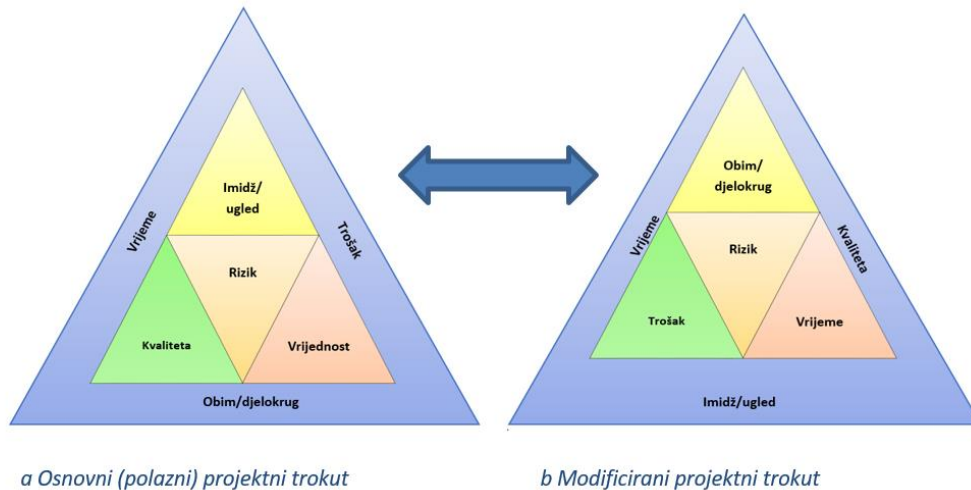 Imidž/
ugled
Vrijeme
Trošak
Rizik
Kvaliteta
Vrijednost
Obim/djelokrug
a Osnovni (polazni) projektni trokut
Obim/
djelokrug
Vrijeme
Kvaliteta
Rizik
Trošak
Vrijeme
Imidž/ugled
b Modificirani projektni trokut